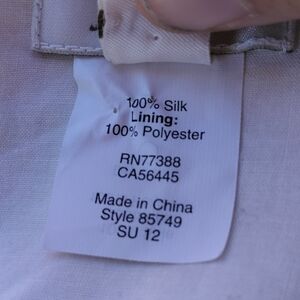 100% Silk
Lining:
100% Polyester
RN77388
CA56445
Made in China
Style 85749
SU 12